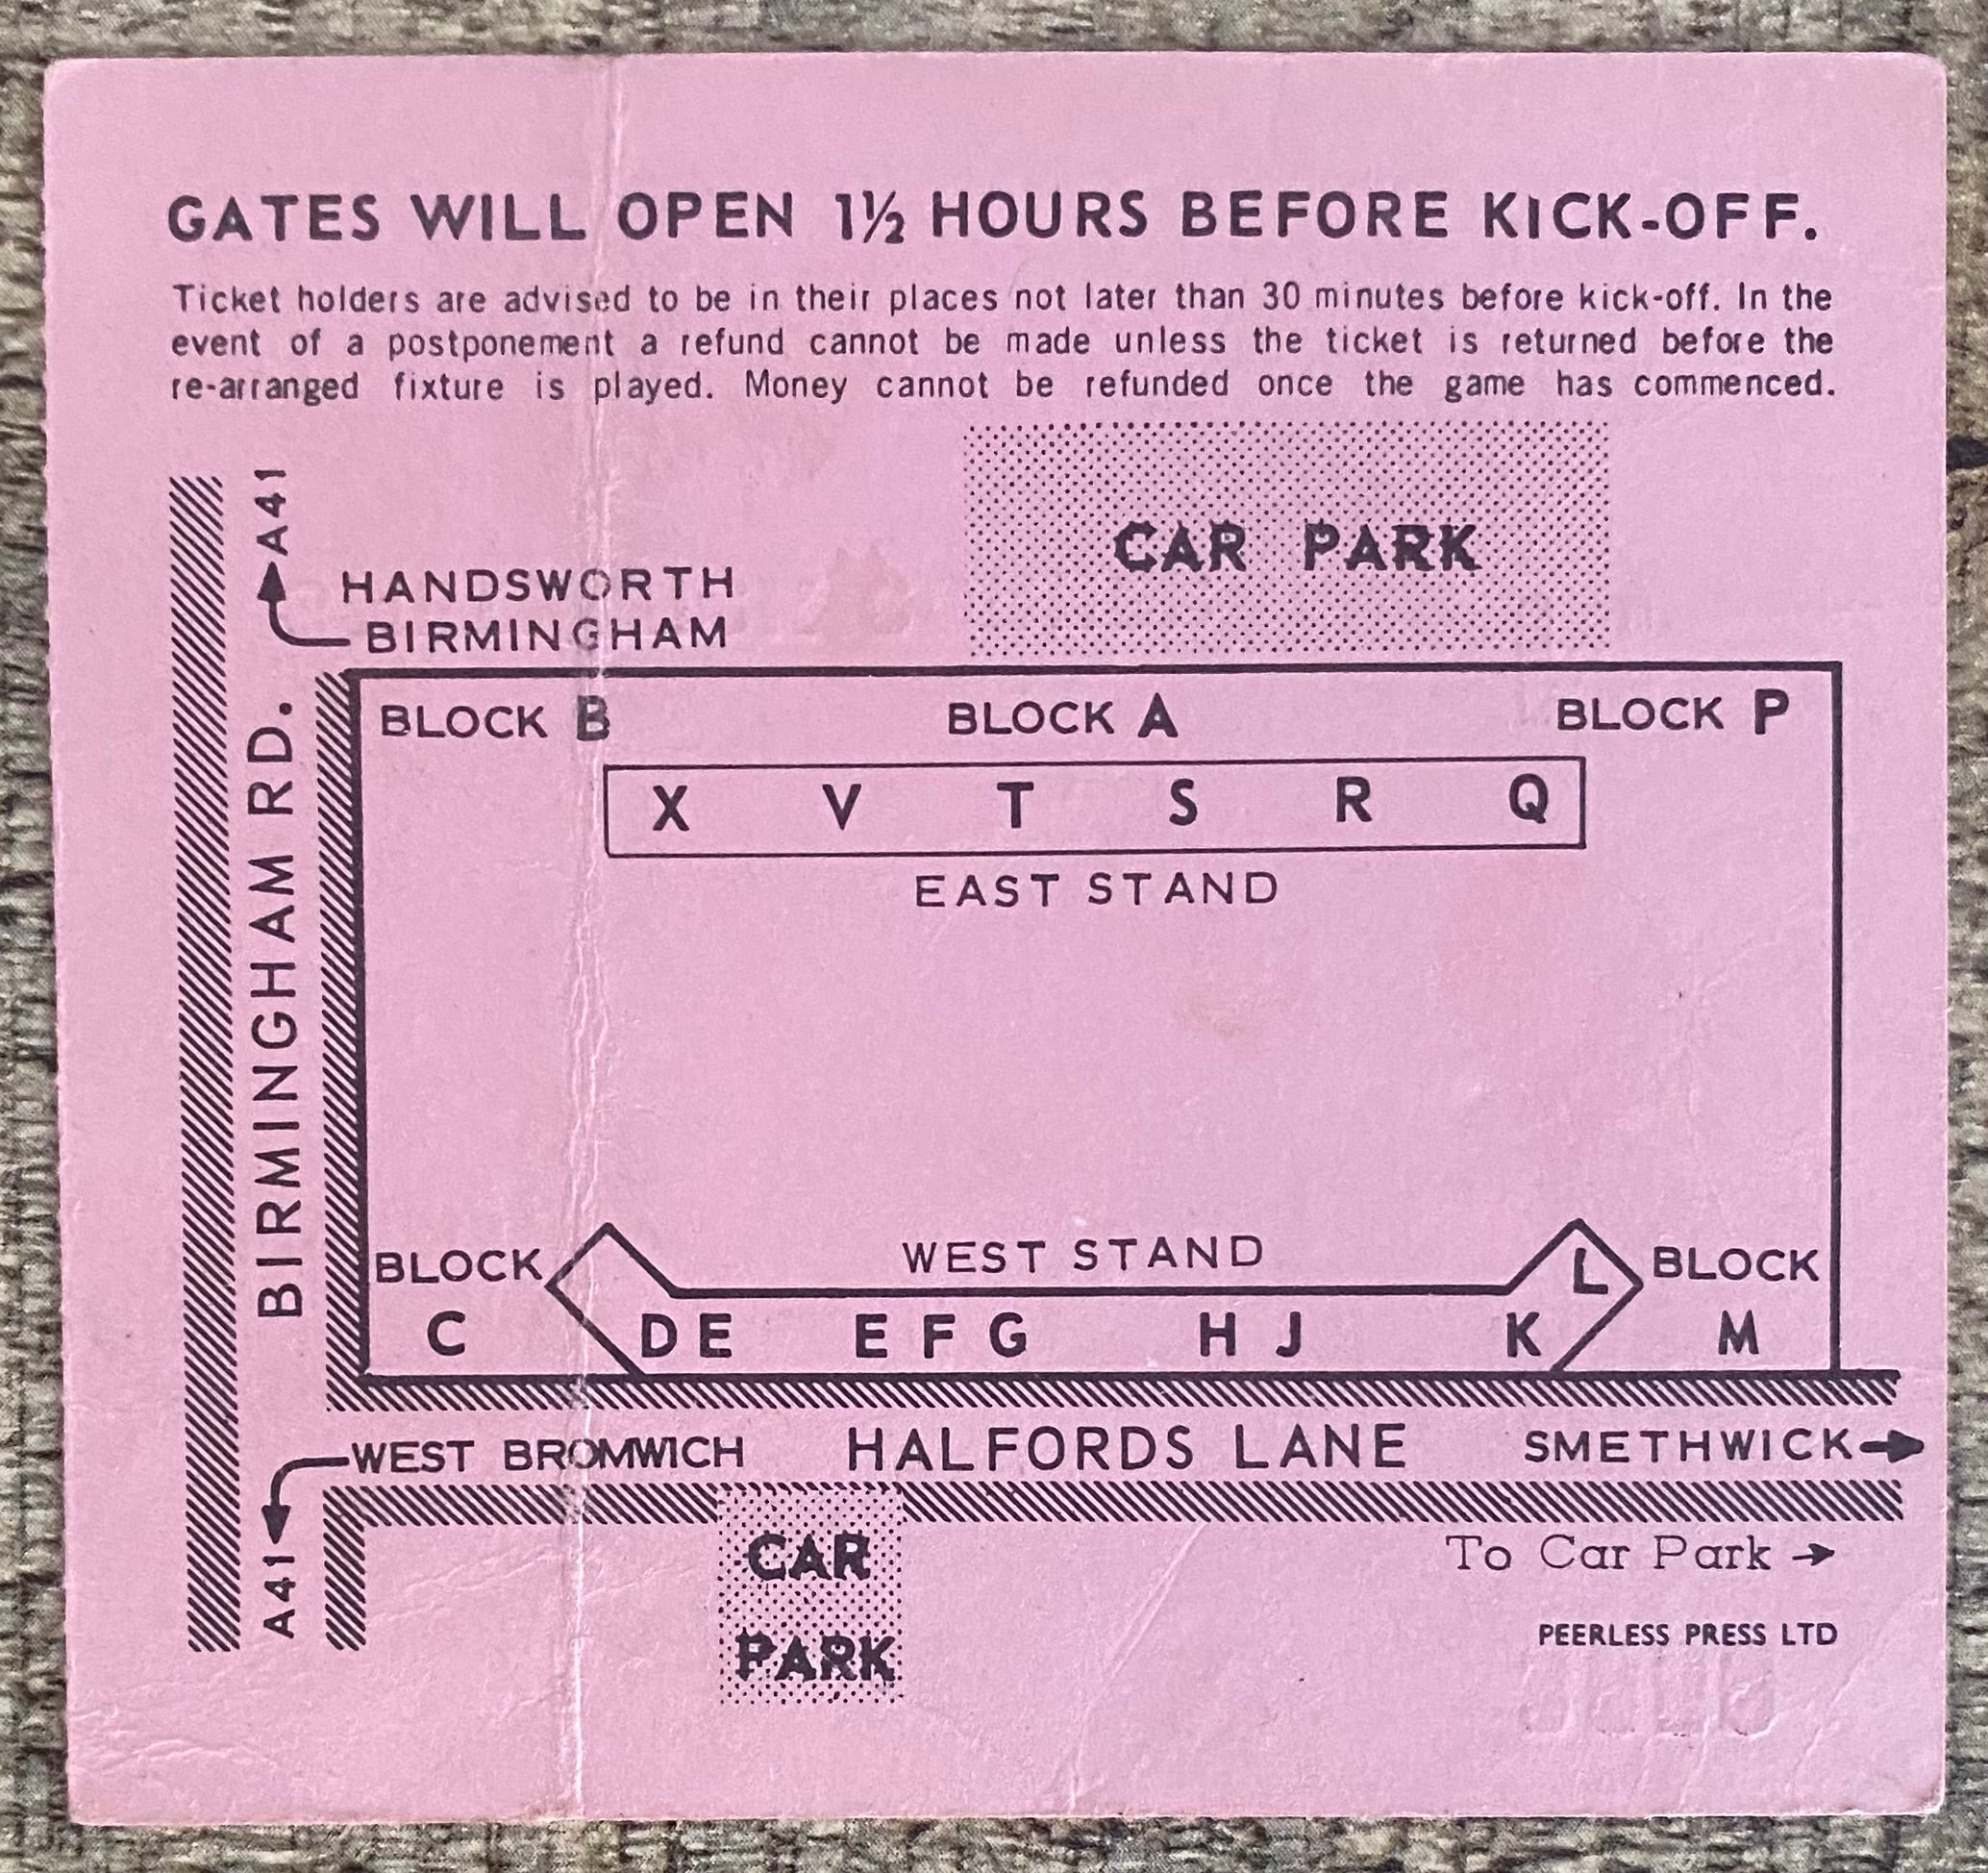 GATES WILL OPEN 1½ HOURS BEFORE KICK-OFF.
Ticket holders are advised to be in their places not later than 30 minutes before kick-off. In the
event of a postponement a refund cannot be made unless the ticket is returned before the
re-arranged fixture is played. Money cannot be refunded once the game has commenced.
A41
HANDSWORTH
BIRMINGHAM
CAR PARK
BIRMINGHAM RD.
BLOCK B
BLOCK A
BLOCK P
X V T S R Q
EAST STAND
WEST STAND
BLOCK
C
D E E F G H J K
L
BLOCK
M
WEST BROMWICH
HALFORDS LANE
SMETHWICK
A41
CAR
PARK
To Car Park →
PEERLESS PRESS LTD